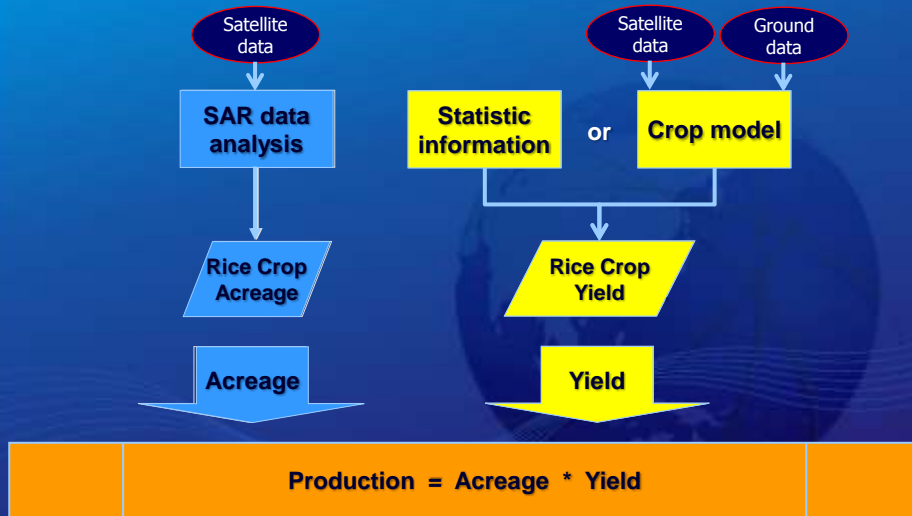 Satellite
data
Satellite
data
Ground
data
SAR data
analysis
Statistic
information
or
Crop model
Rice Crop
Acreage
Rice Crop
Yield
Acreage
Yield
Production = Acreage * Yield